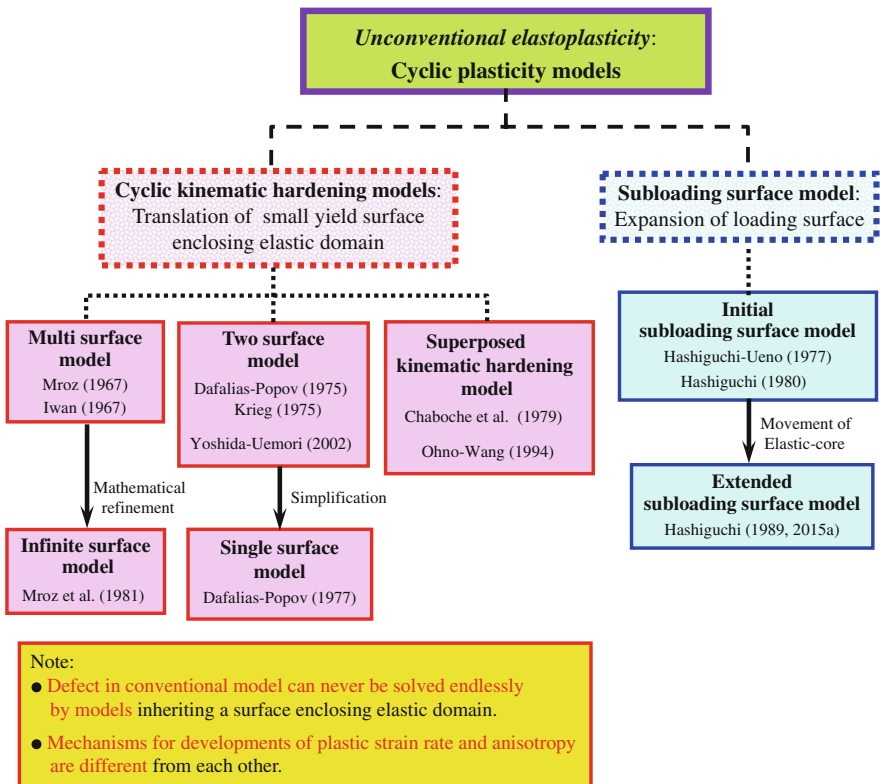 Unconventional elastoplasticity:
Cyclic plasticity models
Cyclic kinematic hardening models:
Translation of small yield surface
enclosing elastic domain
Subloading surface model:
Expansion of loading surface
Multi surface
model
Mroz (1967)
Iwan (1967)
Two surface
model
Dafalias-Popov (1975)
Krieg (1975)
Yoshida-Uemori (2002)
Superposed
kinematic hardening
model
Chaboche et al. (1979)
Ohno-Wang (1994)
Initial
subloading surface model
Hashiguchi-Ueno (1977)
Hashiguchi (1980)
Mathematical
refinement
Simplification
Movement of
Elastic-core
Infinite surface
model
Mroz et al. (1981)
Single surface
model
Dafalias-Popov (1977)
Extended
subloading surface model
Hashiguchi (1989, 2015a)
Note:
● Defect in conventional model can never be solved endlessly
by models inheriting a surface enclosing elastic domain.
● Mechanisms for developments of plastic strain rate and anisotropy
are different from each other.